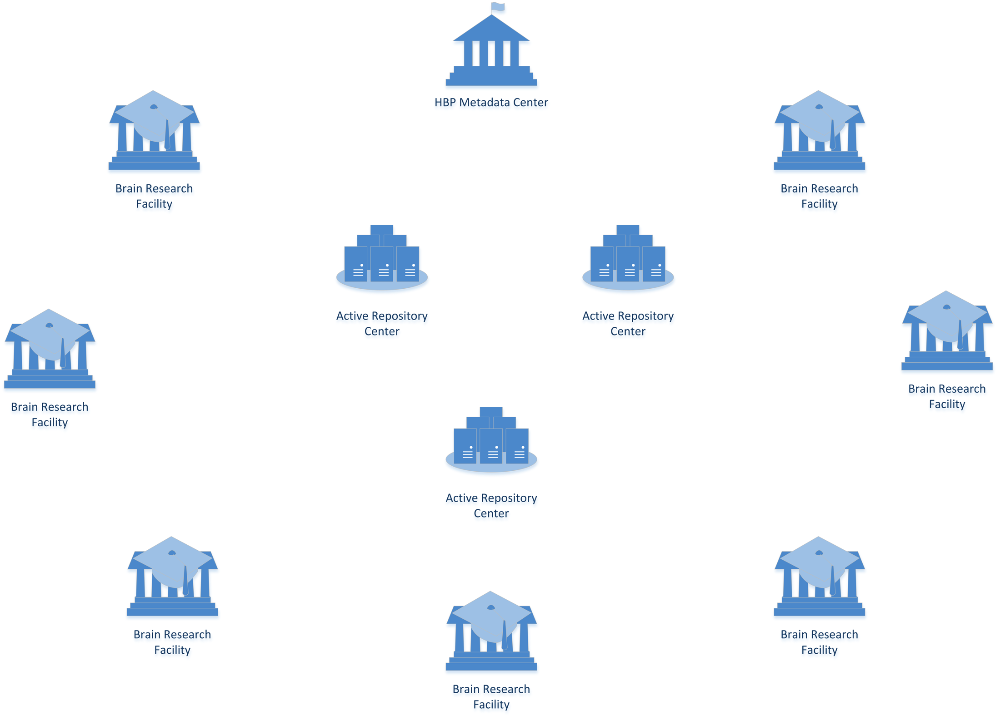 HBP Metadata Center
Brain Research
Facility
Brain Research
Facility
Active Repository
Center
Active Repository
Center
Brain Research
Facility
Brain Research
Facility
Active Repository
Center
Brain Research
Facility
Brain Research
Facility
Brain Research
Facility